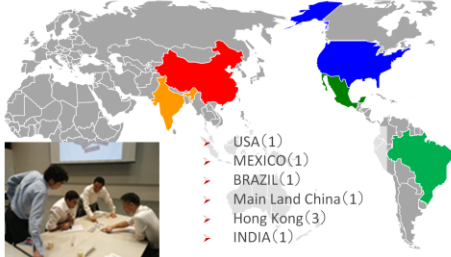 USA(1)
MEXICO(1)
BRAZIL(1)
Main Land China(1)
Hong Kong(3)
INDIA(1)